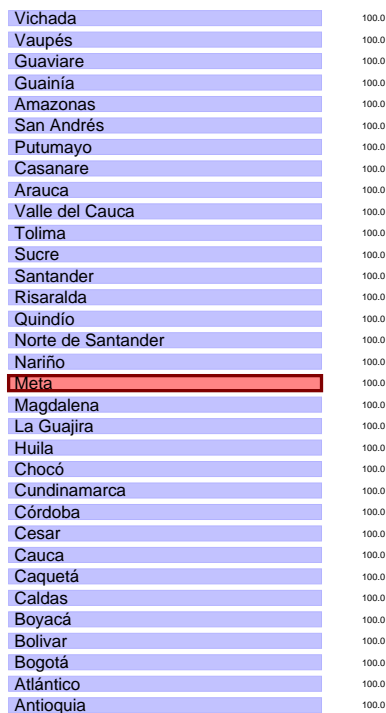 Vichada 100.0
Vaupés 100.0
Guaviare 100.0
Guainía 100.0
Amazonas 100.0
San Andrés 100.0
Putumayo 100.0
Casanare 100.0
Arauca 100.0
Valle del Cauca 100.0
Tolima 100.0
Sucre 100.0
Santander 100.0
Risaralda 100.0
Quindío 100.0
Norte de Santander 100.0
Nariño 100.0
Meta 100.0
Magdalena 100.0
La Guajira 100.0
Huila 100.0
Chocó 100.0
Cundinamarca 100.0
Córdoba 100.0
Cesar 100.0
Cauca 100.0
Caquetá 100.0
Caldas 100.0
Boyacá 100.0
Bolivar 100.0
Bogotá 100.0
Atlántico 100.0
Antioquia 100.0